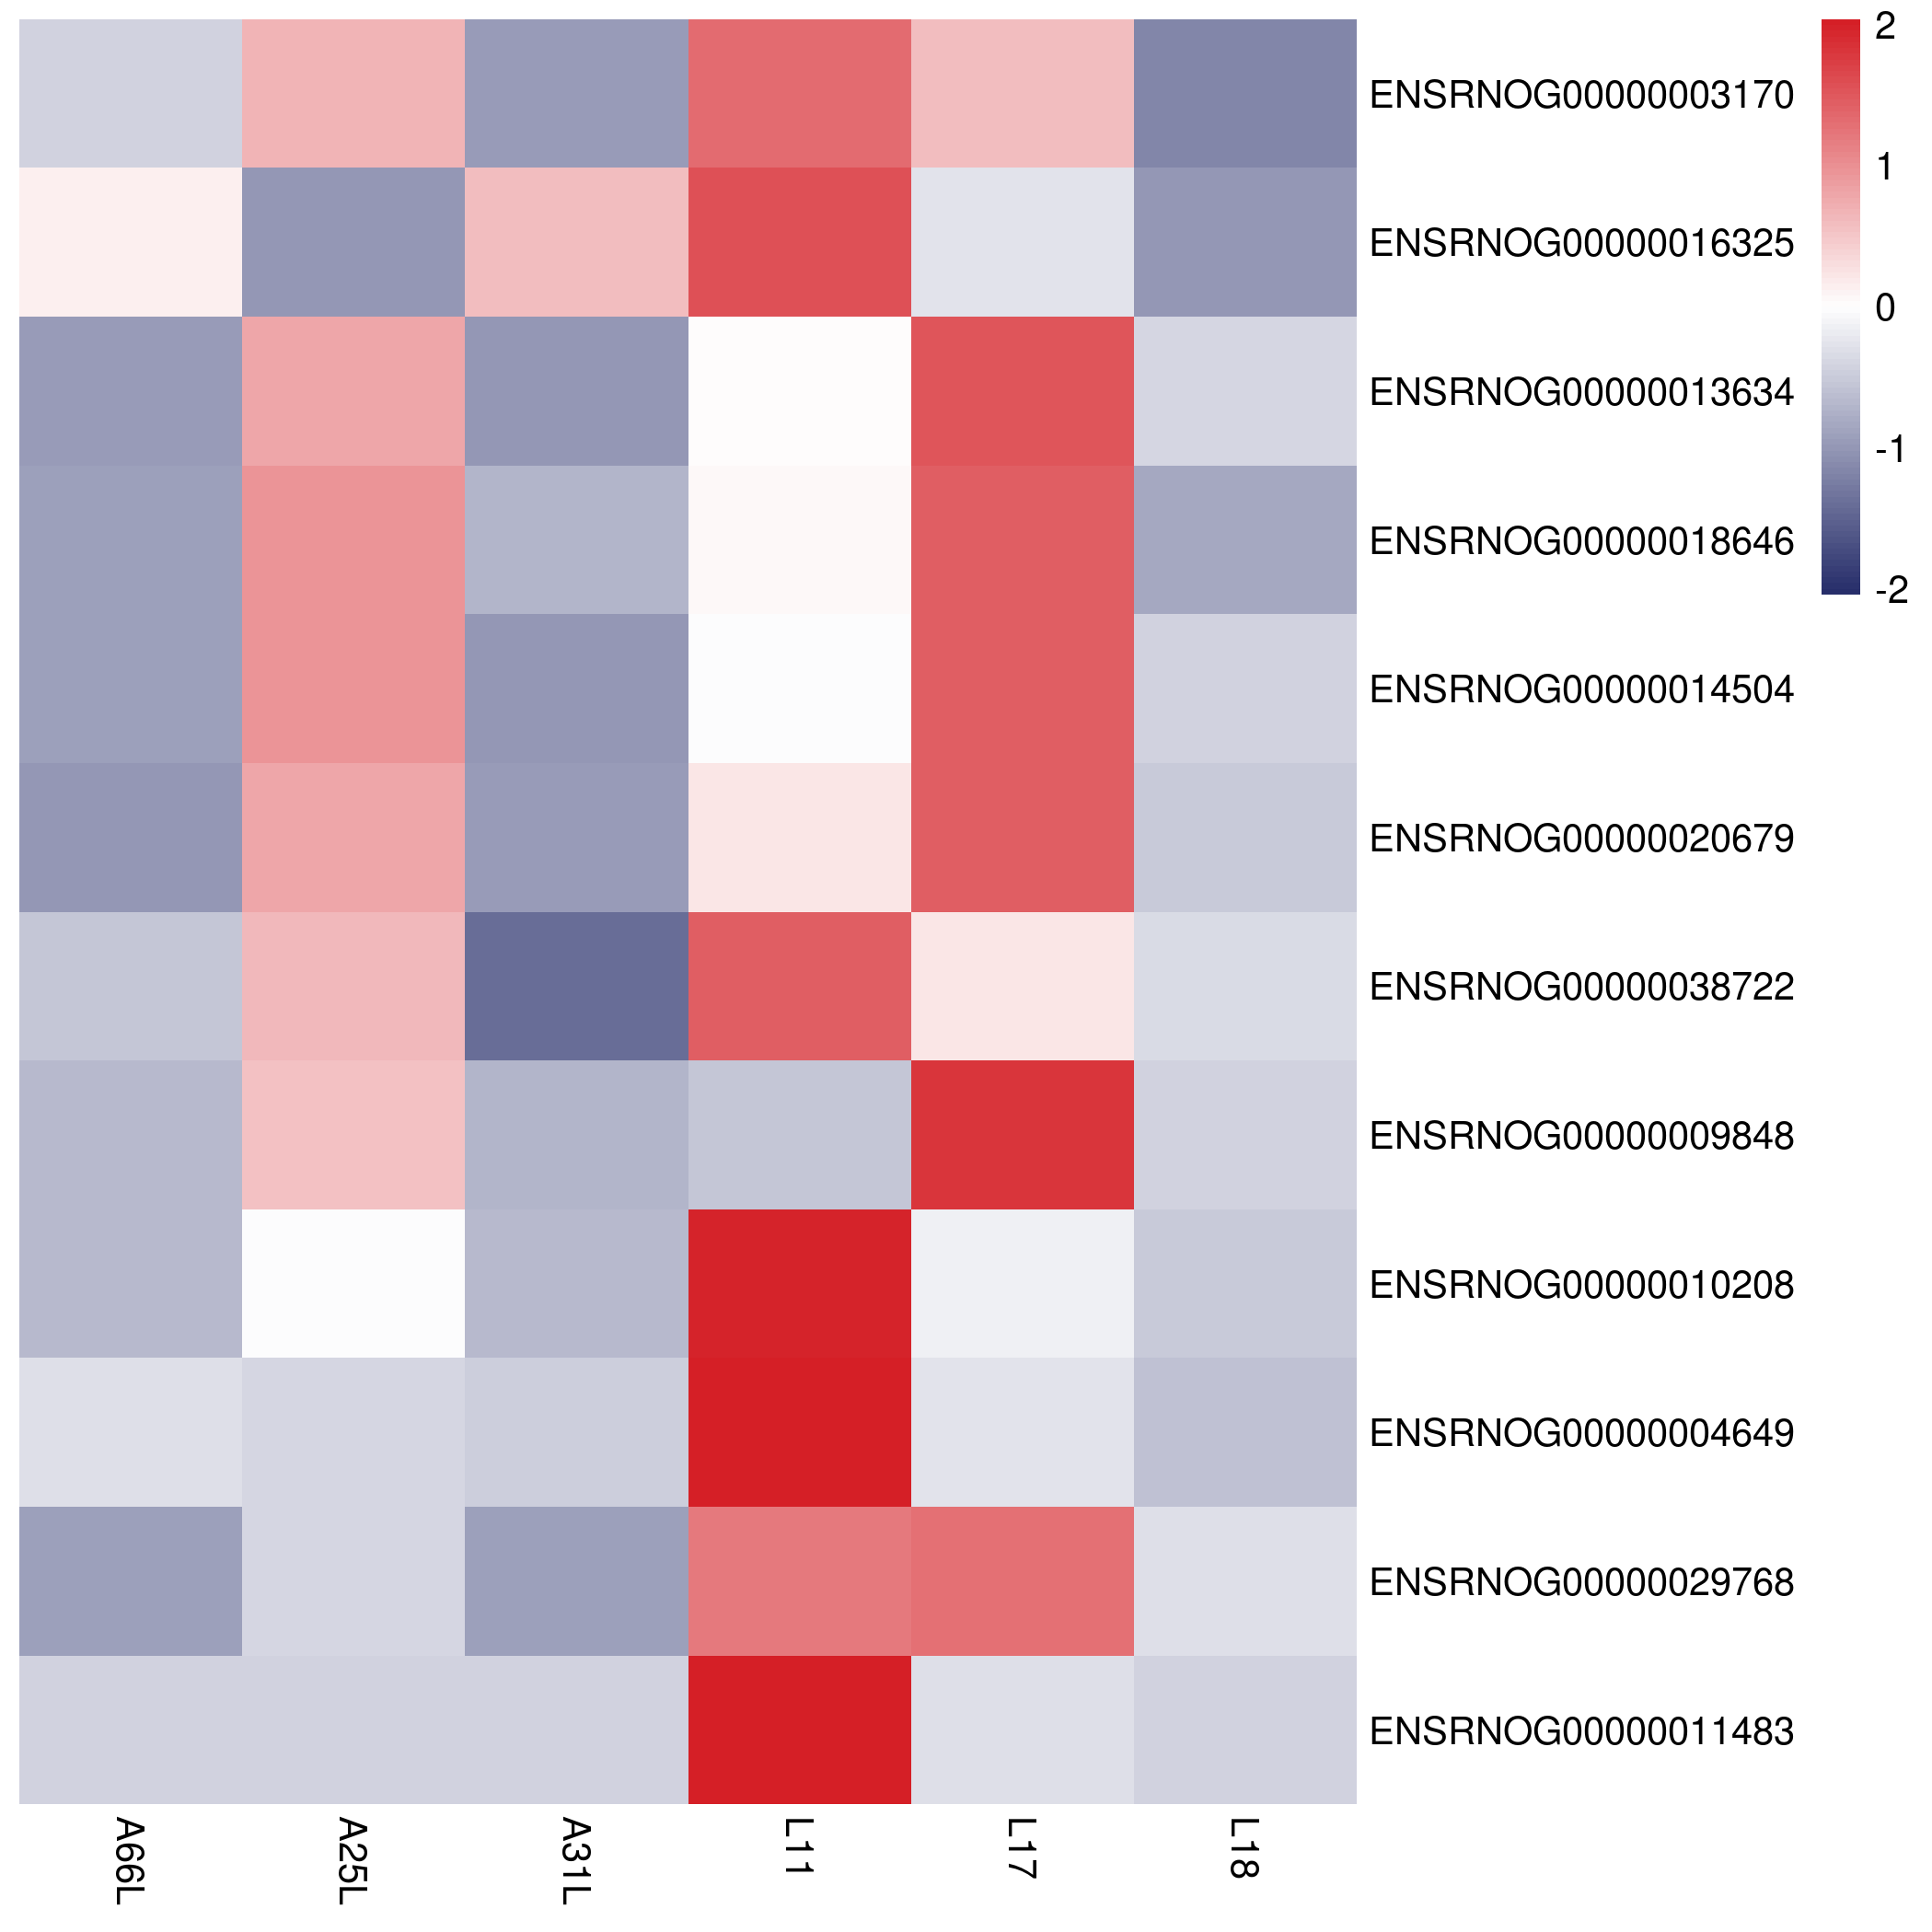 ENSRNOG00000003170
ENSRNOG00000016325
ENSRNOG00000013634
ENSRNOG00000018646
ENSRNOG00000014504
ENSRNOG00000020679
ENSRNOG00000038722
ENSRNOG00000009848
ENSRNOG00000010208
ENSRNOG00000004649
ENSRNOG00000029768
ENSRNOG00000011483
2
1
0
-1
-2
A66L
A25L
A31L
L11
L17
L18